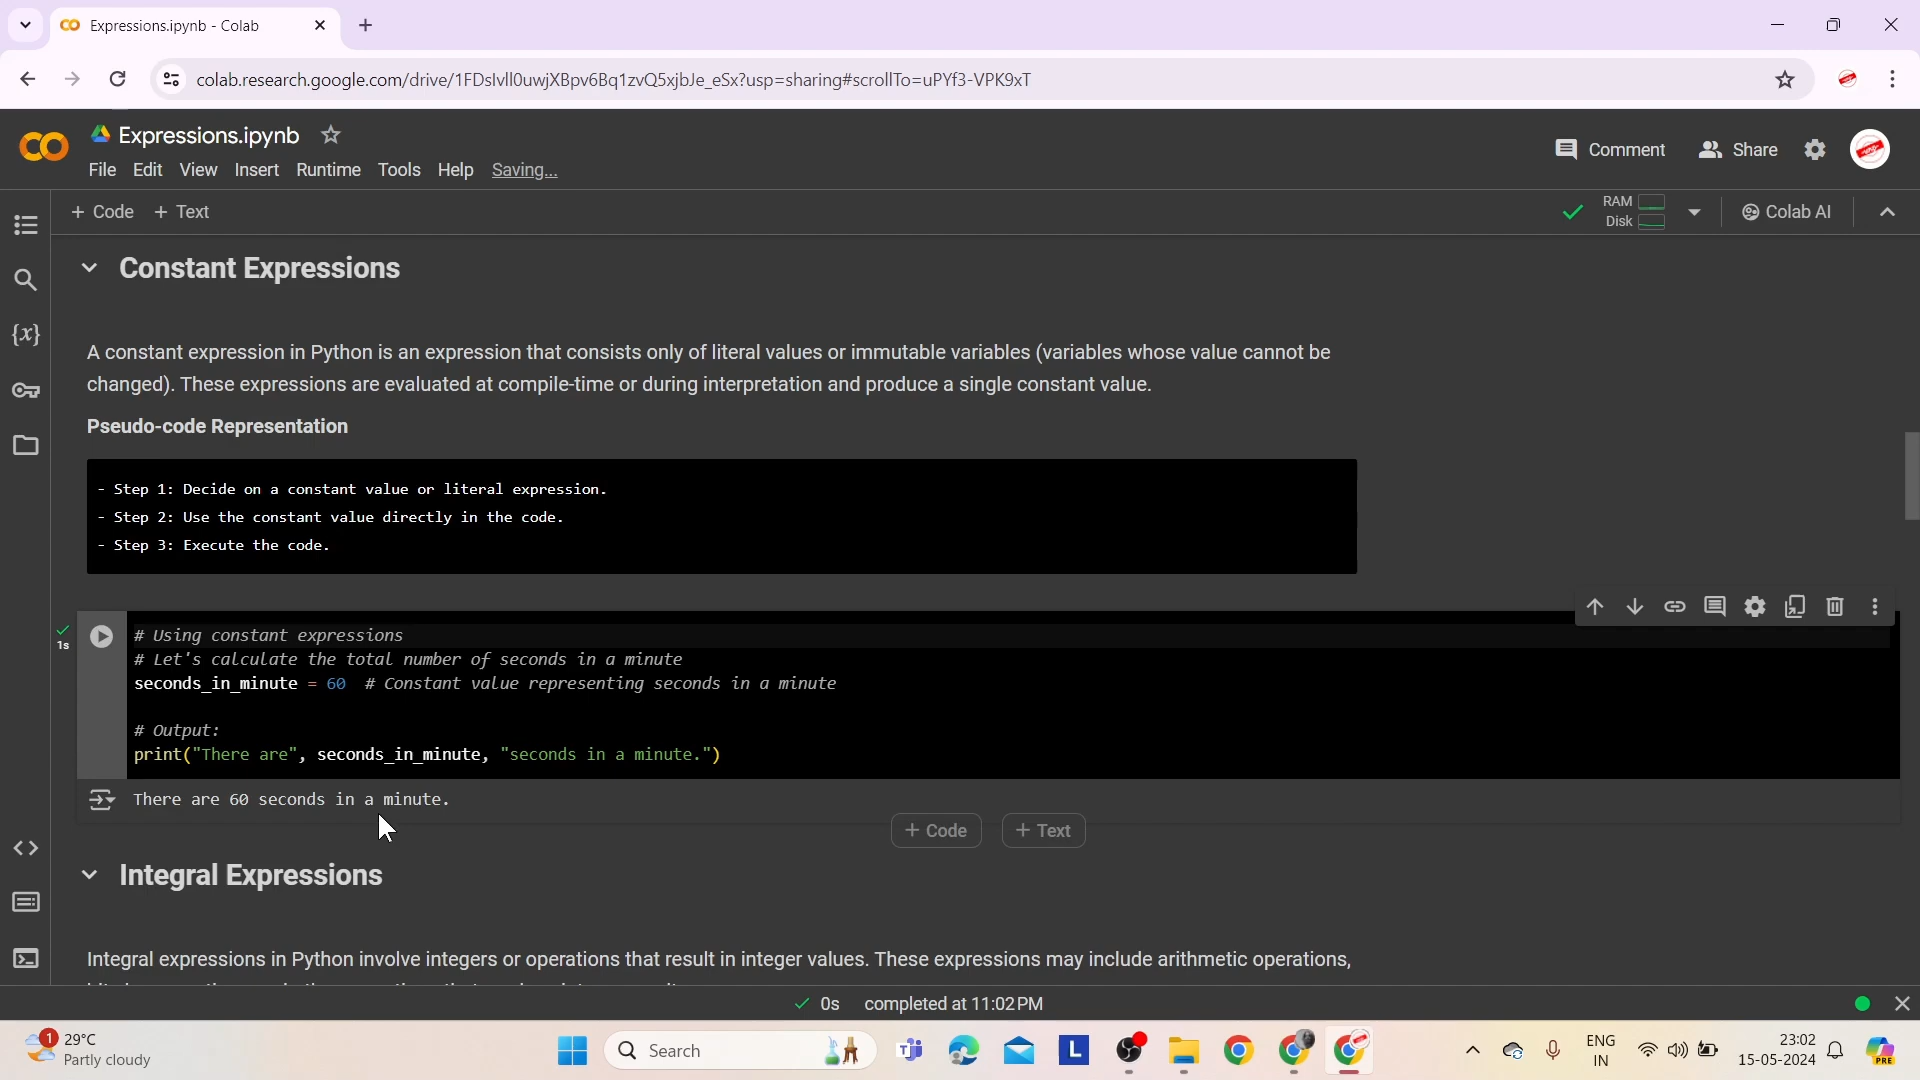 Expressions.ipynb - Colab
colab.research.google.com/drive/1FDsIvll0uwjXBpv6Bq1zvQ5xjbJe_eSx?usp=sharing#scrollTo=uPYf3-VPK9xT
Expressions.ipynb
File Edit View Insert Runtime Tools Help Saving...
Comment Share
+ Code + Text
RAM
Disk
Colab AI
Constant Expressions
A constant expression in Python is an expression that consists only of literal values or immutable variables (variables whose value cannot be
changed). These expressions are evaluated at compile-time or during interpretation and produce a single constant value.
Pseudo-code Representation
- Step 1: Decide on a constant value or literal expression.
- Step 2: Use the constant value directly in the code.
- Step 3: Execute the code.
1s
# Using constant expressions
# Let's calculate the total number of seconds in a minute
seconds_in_minute = 60  # Constant value representing seconds in a minute
# Output:
print("There are", seconds_in_minute, "seconds in a minute.")
There are 60 seconds in a minute.
+ Code + Text
Integral Expressions
Integral expressions in Python involve integers or operations that result in integer values. These expressions may include arithmetic operations,
0s completed at 11:02 PM
1
29°C
Partly cloudy
Search
L
ENG
IN
23:02
15-05-2024
PRE